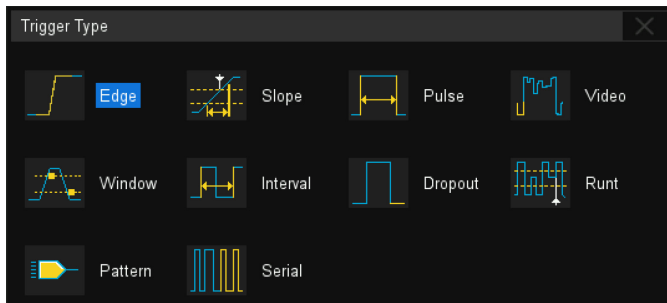 Trigger Type
Edge Slope Pulse Video
Window Interval Dropout Runt
Pattern Serial